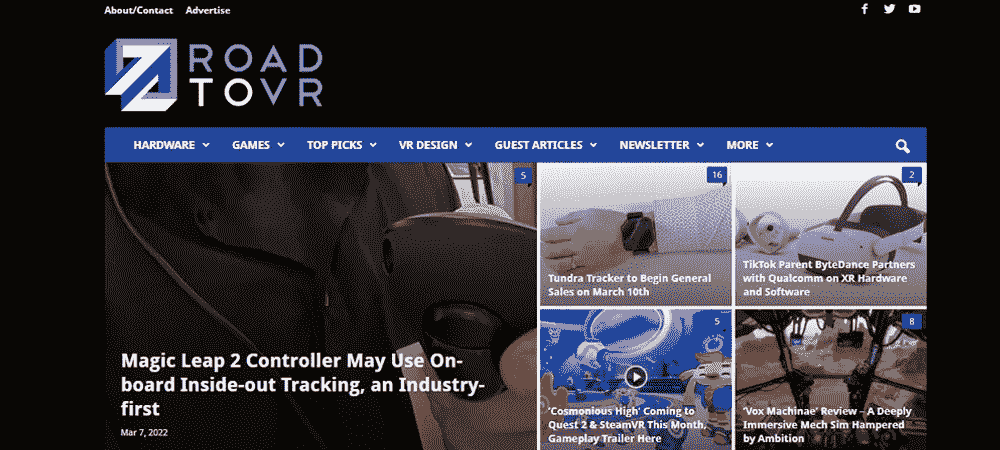 About/Contact Advertise
ROAD
TOVR
HARDWARE GAMES TOP PICKS VR DESIGN GUEST ARTICLES NEWSLETTER MORE
5
16
2
Tundra Tracker to Begin General
Sales on March 10th
TikTok Parent ByteDance Partners
with Qualcomm on XR Hardware
and Software
Magic Leap 2 Controller May Use On-
board Inside-out Tracking, an Industry-
first
Mar 7, 2022
5
8
‘Cosmonious High’ Coming to
Quest 2 & SteamVR This Month,
Gameplay Trailer Here
‘Vox Machinae’ Review – A Deeply
Immersive Mech Sim Hampered
by Ambition